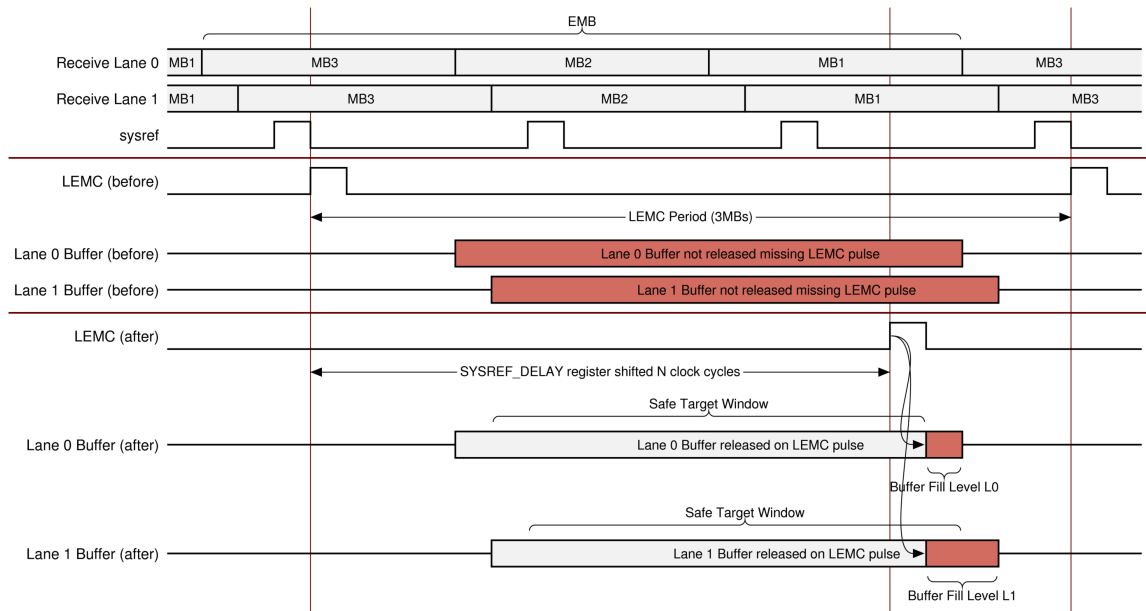 EMB
Receive Lane 0 MB1 MB3 MB2 MB1 MB3
Receive Lane 1 MB1 MB3 MB2 MB1 MB3
sysref
LEMC (before)
LEMC Period (3MBs)
Lane 0 Buffer (before) Lane 0 Buffer not released missing LEMC pulse
Lane 1 Buffer (before) Lane 1 Buffer not released missing LEMC pulse
LEMC (after)
SYSREF_DELAY register shifted N clock cycles
Safe Target Window
Lane 0 Buffer (after) Lane 0 Buffer released on LEMC pulse
Buffer Fill Level L0
Safe Target Window
Lane 1 Buffer (after) Lane 1 Buffer released on LEMC pulse
Buffer Fill Level L1